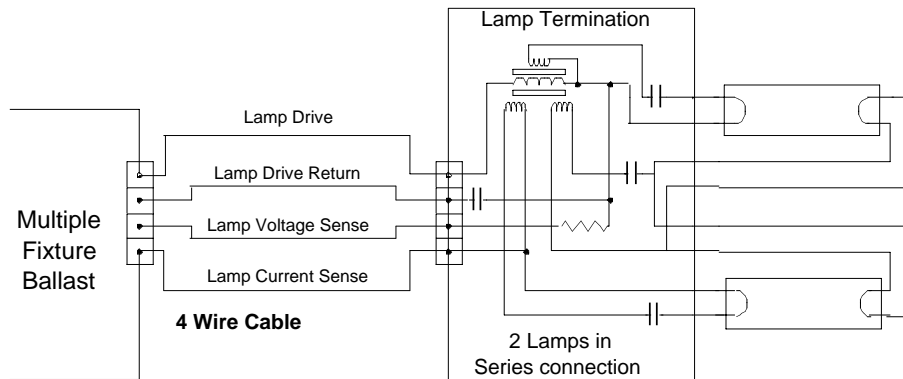 Lamp Termination
Lamp Drive
Lamp Drive Return
Lamp Voltage Sense
Lamp Current Sense
Multiple
Fixture
Ballast
4 Wire Cable
2 Lamps in
Series connection